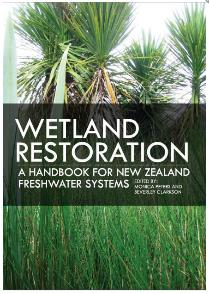 WETLAND
RESTORATION
A HANDBOOK FOR NEW ZEALAND
FRESHWATER SYSTEMS
EDITED BY:
MONICA PETERS AND
BEVERLEY CLARKSON